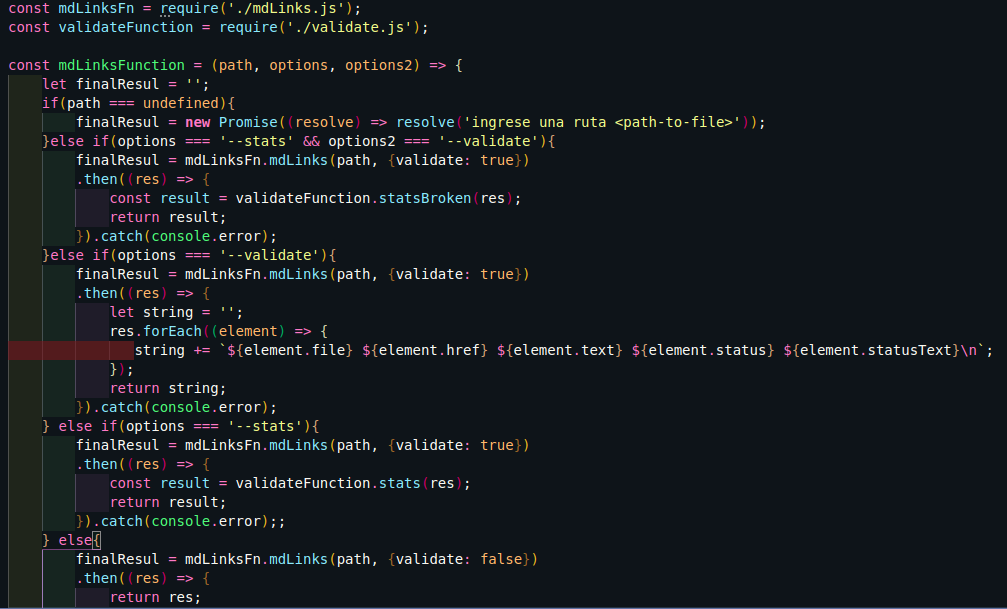 const mdLinksFn = require('./mdLinks.js');
const validateFunction = require('./validate.js');
const mdLinksFunction = (path, options, options2) => {
let finalResul = '';
if(path === undefined){
finalResul = new Promise((resolve) => resolve('ingrese una ruta <path-to-file>'));
}else if(options === '--stats' && options2 === '--validate'){
finalResul = mdLinksFn.mdLinks(path, {validate: true})
.then((res) => {
const result = validateFunction.statsBroken(res);
return result;
}).catch(console.error);
}else if(options === '--validate'){
finalResul = mdLinksFn.mdLinks(path, {validate: true})
.then((res) => {
let string = '';
res.forEach((element) => {
string += `${element.file} ${element.href} ${element.text} ${element.status} ${element.statusText}\n`;
});
return string;
}).catch(console.error);
} else if(options === '--stats'){
finalResul = mdLinksFn.mdLinks(path, {validate: true})
.then((res) => {
const result = validateFunction.stats(res);
return result;
}).catch(console.error);;
} else{
finalResul = mdLinksFn.mdLinks(path, {validate: false})
.then((res) => {
return res;